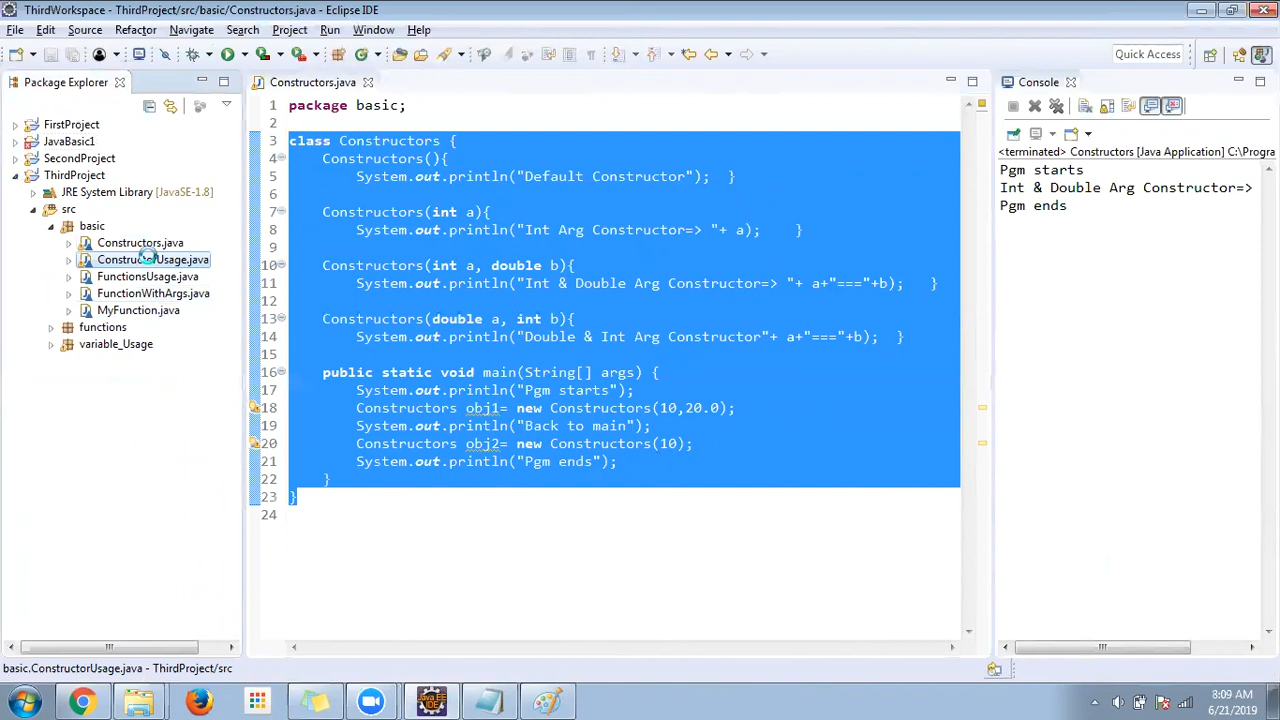 ThirdWorkspace - ThirdProject/src/basic/Constructors.java - Eclipse IDE
File Edit Source Refactor Navigate Search Project Run Window Help
Quick Access
Package Explorer
Constructors.java
Console
FirstProject
JavaBasic1
SecondProject
ThirdProject
JRE System Library [JavaSE-1.8]
src
basic
Constructors.java
FunctionsUsage.java
FunctionWithArgs.java
MyFunction.java
functions
variable_Usage
1 package basic;
2
3 class Constructors {
4 Constructors(){
5 System.out.println("Default Constructor"); }
6
7 Constructors(int a){
8 System.out.println("Int Arg Constructor=> "+ a); }
9
10 Constructors(int a, double b){
11 System.out.println("Int & Double Arg Constructor=> "+ a+"==="+b); }
12
13 Constructors(double a, int b){
14 System.out.println("Double & Int Arg Constructor"+ a+"==="+b); }
15
16 public static void main(String[] args) {
17 System.out.println("Pgm starts");
18 Constructors obj1= new Constructors(10,20.0);
19 System.out.println("Back to main");
20 Constructors obj2= new Constructors(10);
21 System.out.println("Pgm ends");
22 }
23 }
24
<terminated> Constructors [Java Application] C:\Progra
Pgm starts
Int & Double Arg Constructor=>
Pgm ends
basic.ConstructorUsage.java - ThirdProject/src
8:09 AM
6/21/2019